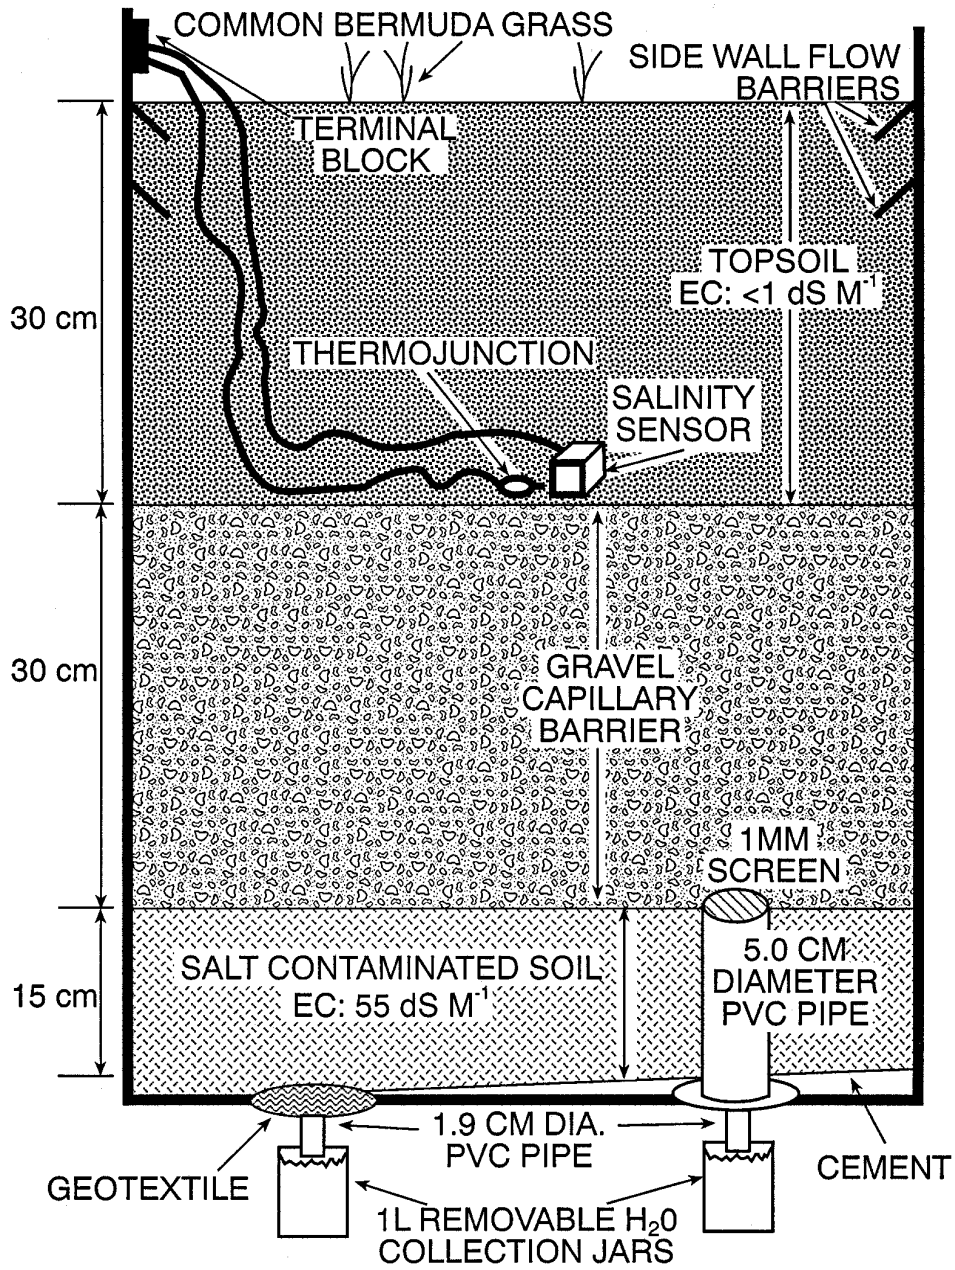 COMMON BERMUDA GRASS
SIDE WALL FLOW
BARRIERS
TERMINAL
BLOCK
TOPSOIL
EC: <1 dS M⁻¹
30 cm
THERMOJUNCTION
SALINITY
SENSOR
30 cm
GRAVEL
CAPILLARY
BARRIER
1MM
SCREEN
SALT CONTAMINATED SOIL
EC: 55 dS M⁻¹
5.0 CM
DIAMETER
PVC PIPE
15 cm
1.9 CM DIA.
PVC PIPE
CEMENT
GEOTEXTILE
1L REMOVABLE H₂0
COLLECTION JARS